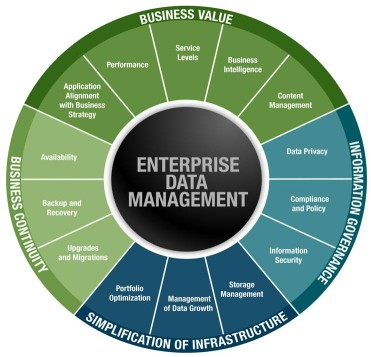 BUSINESS VALUE
Service
Levels
Performance
Business
Intelligence
Application
Alignment
with Business
Strategy
Content
Management
INFORMATION GOVERNANCE
Data Privacy
Compliance
and Policy
Information
Security
SIMPLIFICATION OF INFRASTRUCTURE
Storage
Management
Management
of Data Growth
Portfolio
Optimization
BUSINESS CONTINUITY
Upgrades
and Migrations
Backup and
Recovery
Availability
ENTERPRISE
DATA
MANAGEMENT